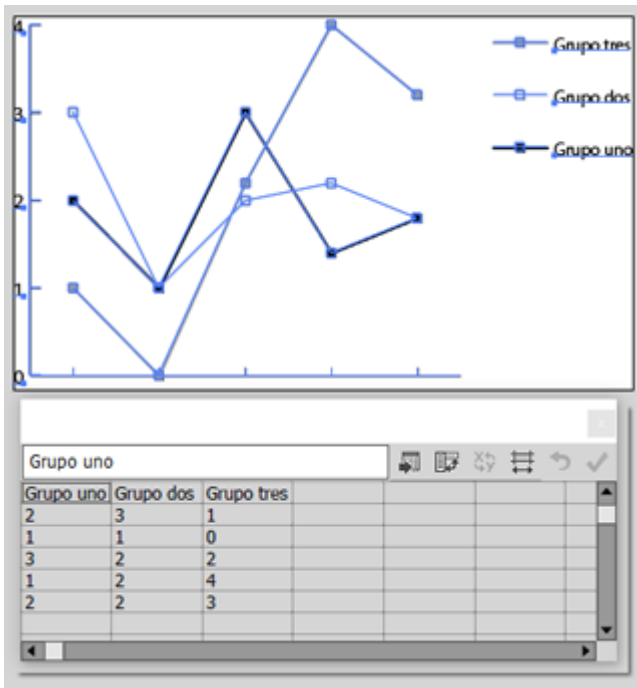 4
3
2
1
0
Grupo tres
Grupo dos
Grupo uno
Grupo uno
Grupo uno Grupo dos Grupo tres
2 3 1
1 1 0
3 2 2
1 2 4
2 2 3